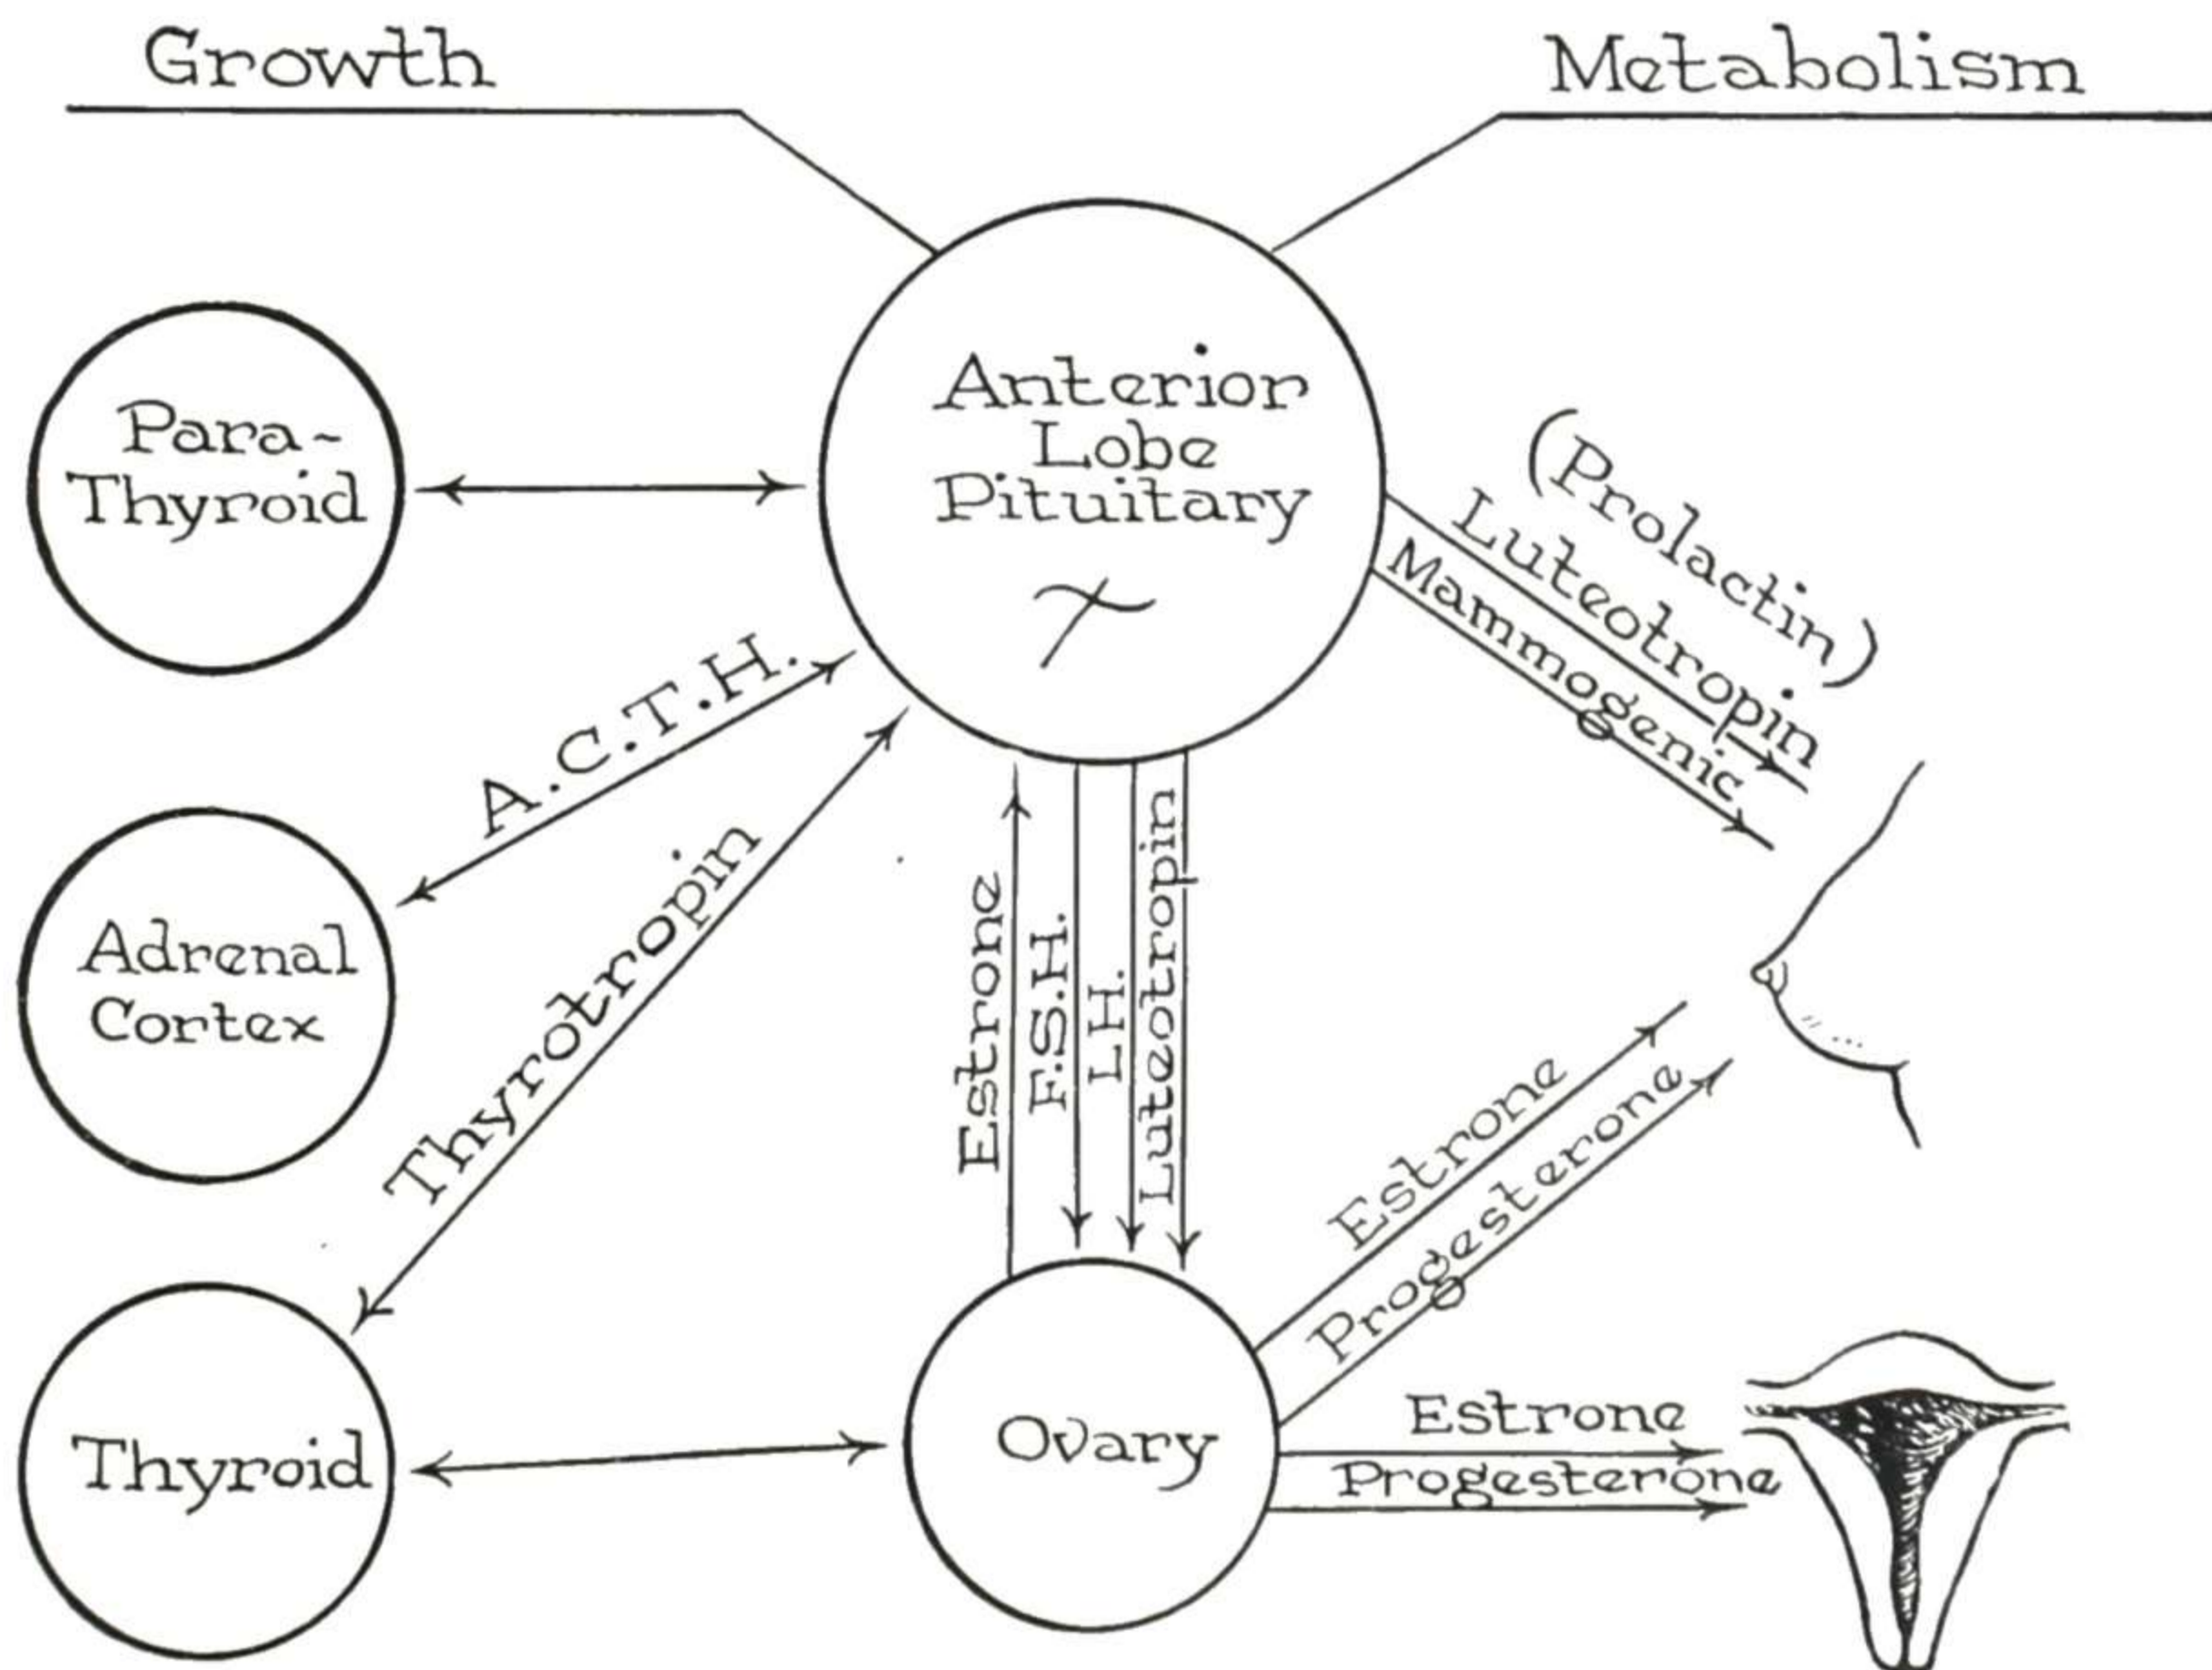 Growth
Metabolism
Anterior
Lobe
Pituitary
Para-
Thyroid
(Prolactin)
Luteotropin
Mammogenic
A.C.T.H.
Adrenal
Cortex
Thyrotropin
Estrone
F.S.H.
L.H.
Luteotropin
Estrone
Progesterone
Thyroid
Ovary
Estrone
Progesterone